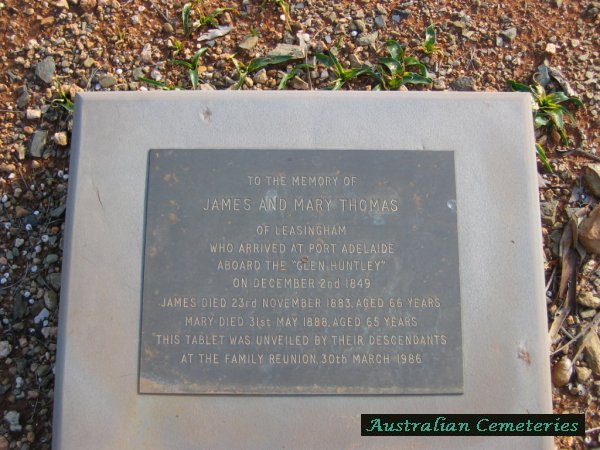 TO THE MEMORY OF
JAMES AND MARY THOMAS
OF LEASINGHAM
WHO ARRIVED AT PORT ADELAIDE
ABOARD THE "GLEN HUNTLEY"
ON DECEMBER 2nd 1849
JAMES DIED 23rd NOVEMBER 1883, AGED 66 YEARS
MARY DIED 31st MAY 1888, AGED 65 YEARS
THIS TABLET WAS UNVEILED BY THEIR DESCENDANTS
AT THE FAMILY REUNION, 30th MARCH 1986
Australian Cemeteries